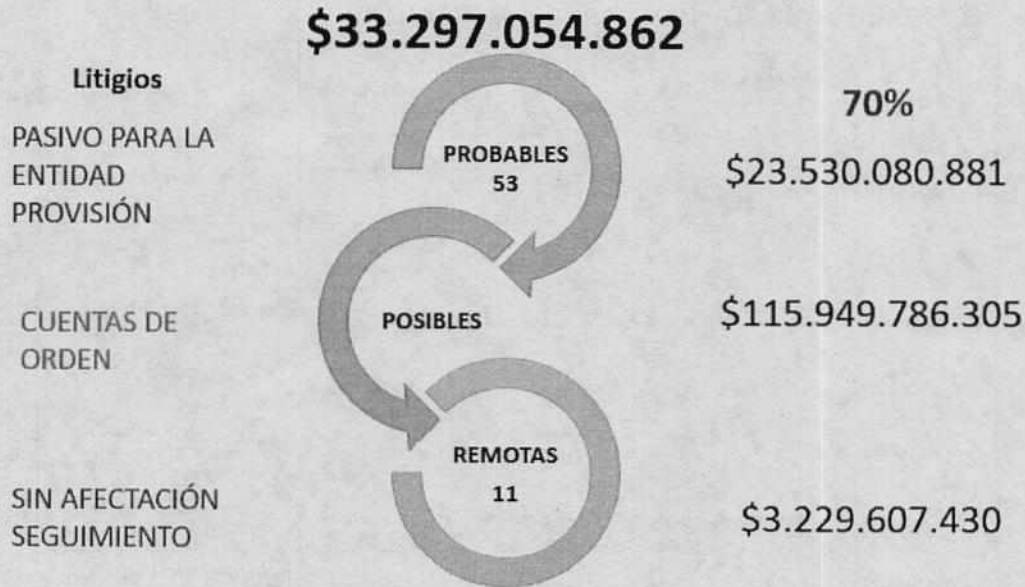 $33.297.054.862
Litigios
70%
PASIVO PARA LA
ENTIDAD
PROVISIÓN
PROBABLES
53
$23.530.080.881
CUENTAS DE
ORDEN
POSIBLES
$115.949.786.305
SIN AFECTACIÓN
SEGUIMIENTO
REMOTAS
11
$3.229.607.430